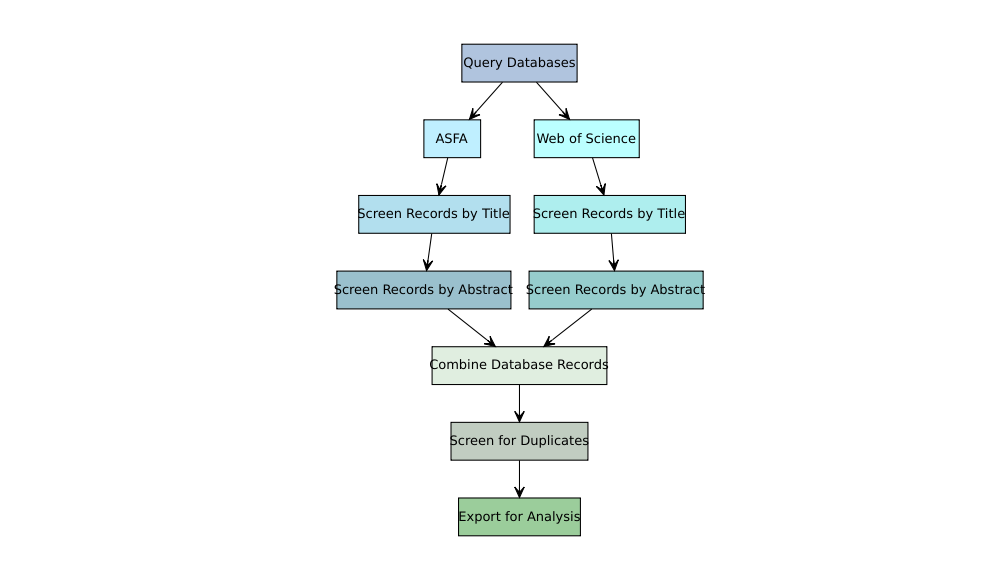 Query Databases
ASFA
Web of Science
Screen Records by Title
Screen Records by Title
Screen Records by Abstract
Screen Records by Abstract
Combine Database Records
Screen for Duplicates
Export for Analysis